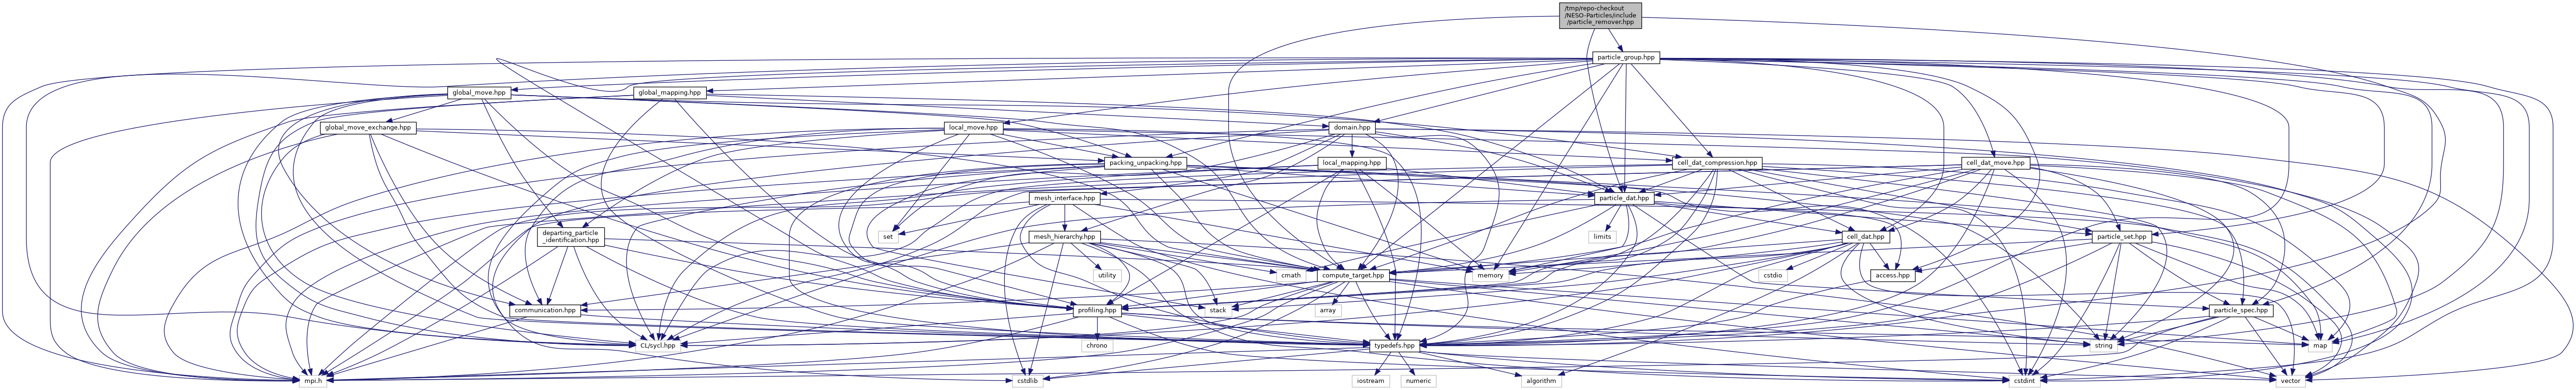 /tmp/repo-checkout
/NESO-Particles/include
/particle_remover.hpp
particle_group.hpp
global_move.hpp
global_mapping.hpp
global_move_exchange.hpp
local_move.hpp
domain.hpp
packing_unpacking.hpp
local_mapping.hpp
cell_dat_compression.hpp
cell_dat_move.hpp
mesh_interface.hpp
particle_dat.hpp
departing_particle
_identification.hpp
set
mesh_hierarchy.hpp
limits
cell_dat.hpp
particle_set.hpp
utility
cmath
compute_target.hpp
memory
cstdio
access.hpp
communication.hpp
profiling.hpp
stack
array
particle_spec.hpp
CL/sycl.hpp
chrono
typedefs.hpp
string
map
mpi.h
cstdlib
iostream
numeric
algorithm
cstdint
vector